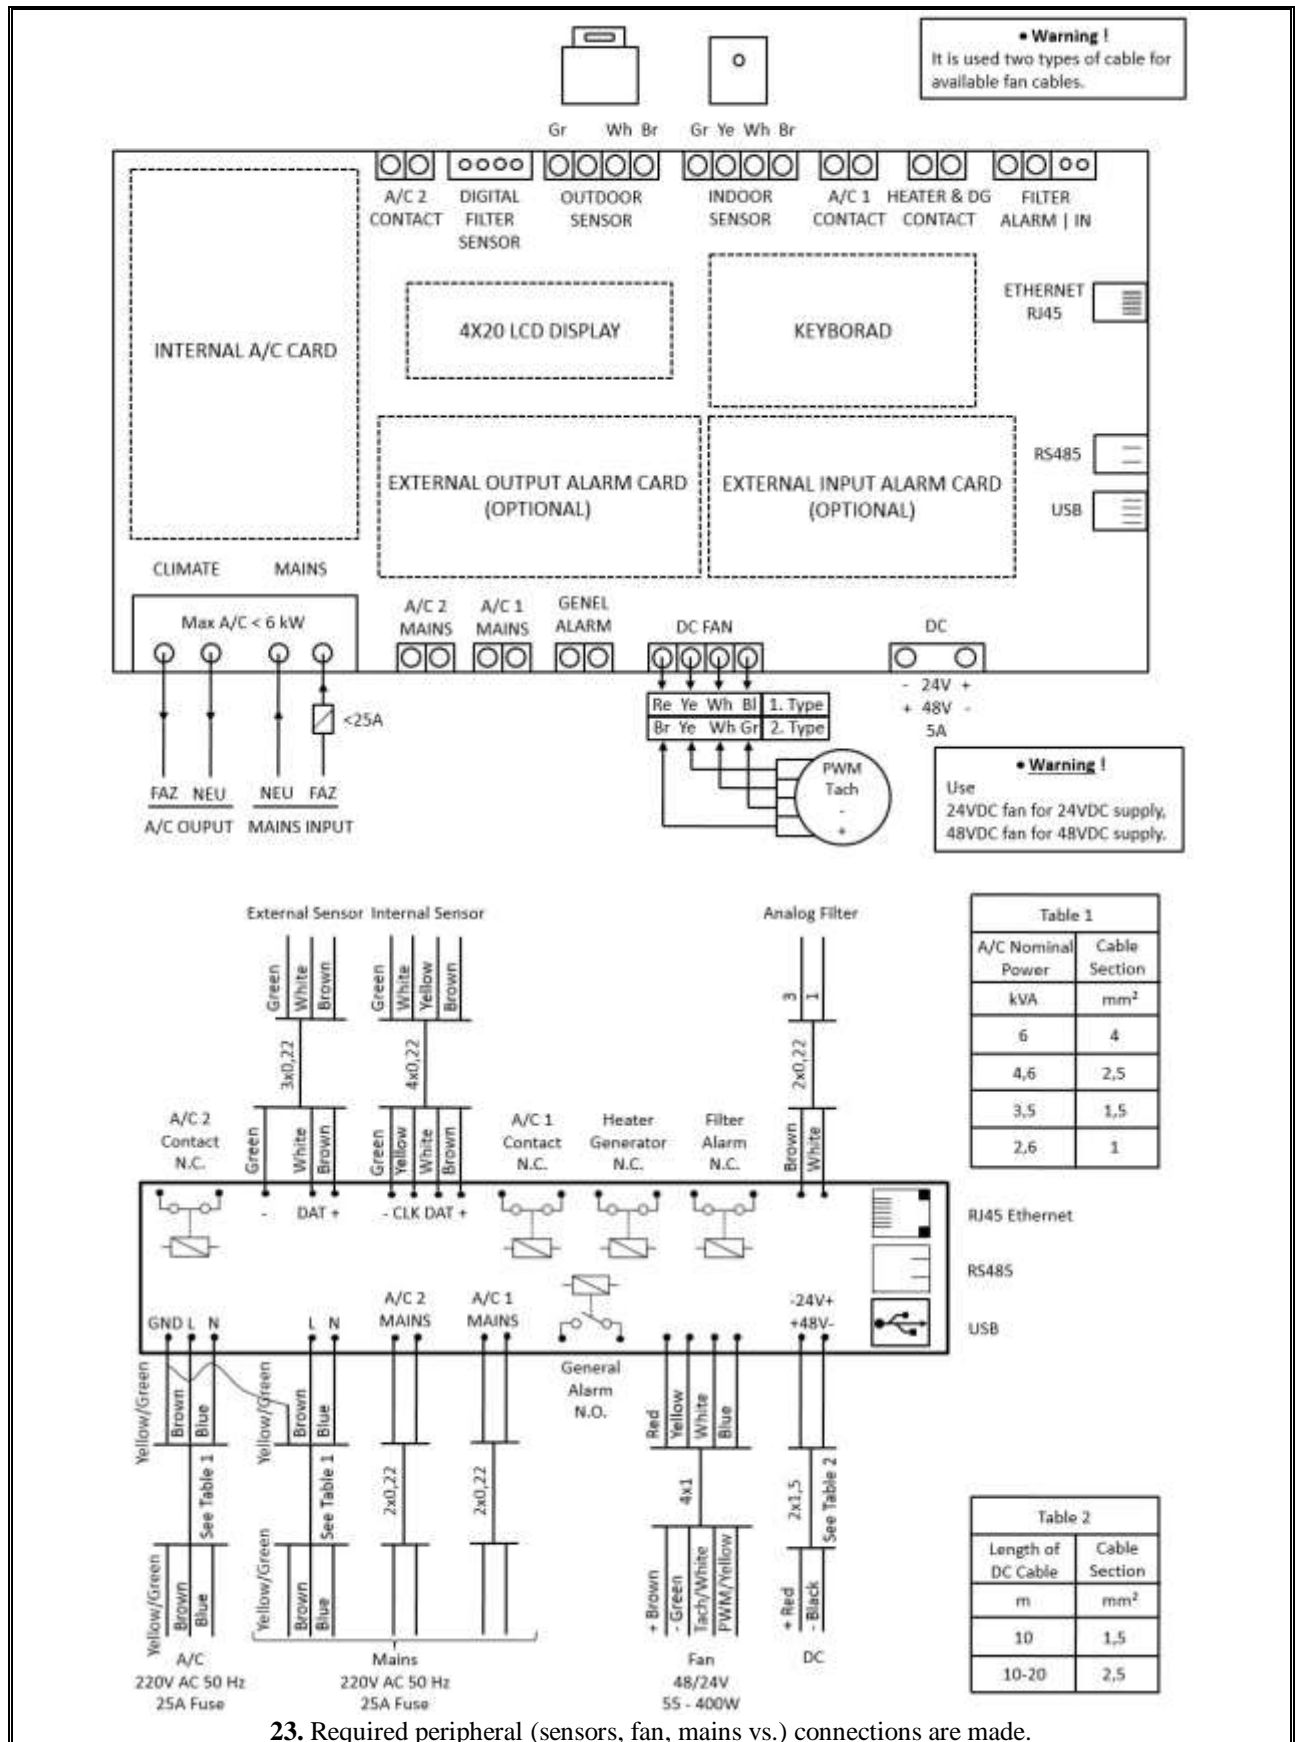 • Warning !
It is used two types of cable for
available fan cables.
Gr Wh Br
Gr Ye Wh Br
A/C 2
CONTACT
DIGITAL
FILTER
SENSOR
OUTDOOR
SENSOR
INDOOR
SENSOR
A/C 1
CONTACT
HEATER & DG
CONTACT
FILTER
ALARM | IN
INTERNAL A/C CARD
4X20 LCD DISPLAY
KEYBORAD
ETHERNET
RJ45
EXTERNAL OUTPUT ALARM CARD
(OPTIONAL)
EXTERNAL INPUT ALARM CARD
(OPTIONAL)
RS485
USB
CLIMATE
MAINS
Max A/C < 6 kW
A/C 2
MAINS
A/C 1
MAINS
GENEL
ALARM
DC FAN
DC
<25A
Re Ye Wh Bl 1. Type
Br Ye Wh Gr 2. Type
- 24V +
+ 48V -
5A
PWM
Tach
-
+
FAZ NEU NEU FAZ
A/C OUPUT MAINS INPUT
• Warning !
Use
24VDC fan for 24VDC supply,
48VDC fan for 48VDC supply.
External Sensor
Internal Sensor
Analog Filter
Green
White
Brown
Green
White
Yellow
Brown
3
1
3x0,22
4x0,22
2x0,22
A/C 2
Contact
N.C.
Green
White
Brown
Green
Yellow
White
Brown
A/C 1
Contact
N.C.
Heater
Generator
N.C.
Filter
Alarm
N.C.
Brown
White
- DAT +
- CLK DAT +
RJ45 Ethernet
RS485
USB
GND L N
L N
A/C 2
MAINS
A/C 1
MAINS
-24V+
+48V-
General
Alarm
N.O.
Yellow/Green
Brown
Blue
Yellow/Green
Brown
Blue
Red
Yellow
White
Blue
See Table 1
See Table 1
2x0,22
2x0,22
4x1
2x1,5
See Table 2
Yellow/Green
Brown
Blue
Yellow/Green
Brown
Blue
+ Brown
- Green
Tach/White
PWM/Yellow
+ Red
- Black
A/C
220V AC 50 Hz
25A Fuse
Mains
220V AC 50 Hz
25A Fuse
Fan
48/24V
55 - 400W
DC
Table 1
A/C Nominal
Power
Cable
Section
kVA mm²
6 4
4,6 2,5
3,5 1,5
2,6 1
Table 2
Length of
DC Cable
Cable
Section
m mm²
10 1,5
10-20 2,5
23. Required peripheral (sensors, fan, mains vs.) connections are made.